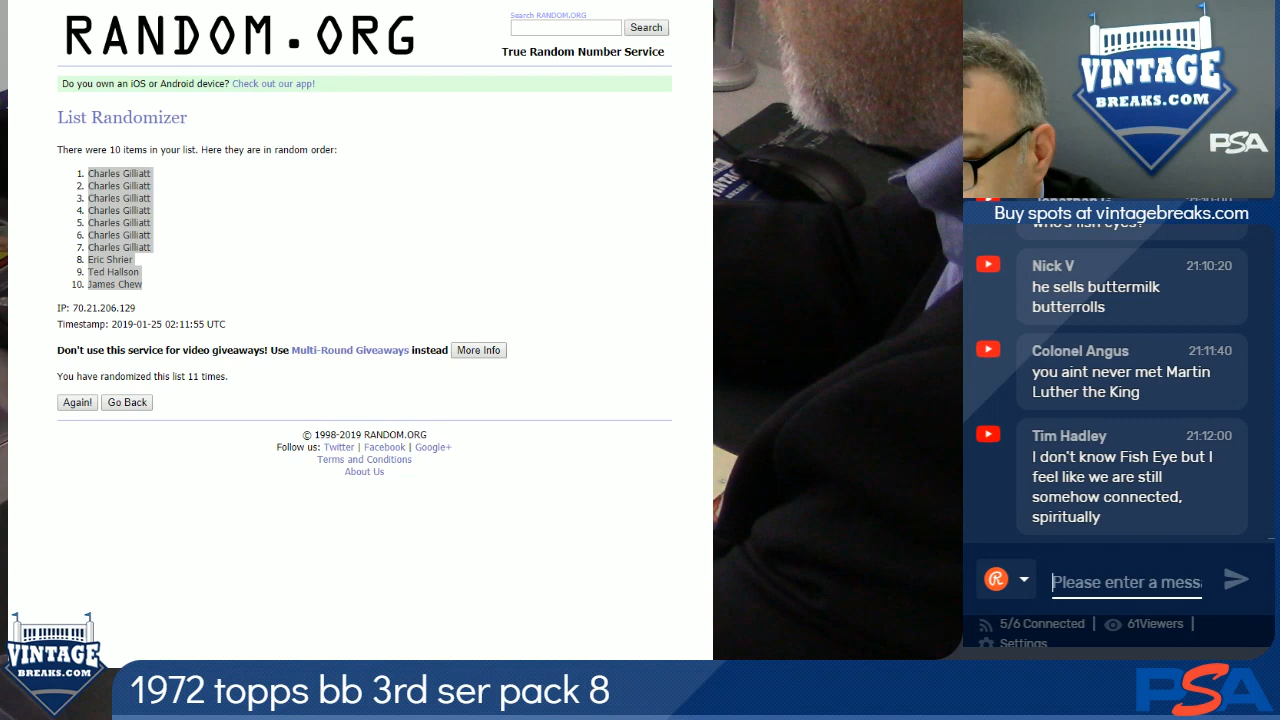 RANDOM.ORG
Search RANDOM.ORG
Search
True Random Number Service
Do you own an iOS or Android device? Check out our app!
List Randomizer
There were 10 items in your list. Here they are in random order:
1. Charles Gilliatt
2. Charles Gilliatt
3. Charles Gilliatt
4. Charles Gilliatt
5. Charles Gilliatt
6. Charles Gilliatt
7. Charles Gilliatt
8. Eric Shrier
9. Ted Hallson
10. James Chew
IP: 70.21.206.129
Timestamp: 2019-01-25 02:11:55 UTC
Don't use this service for video giveaways! Use Multi-Round Giveaways instead More Info
You have randomized this list 11 times.
Again! Go Back
© 1998-2019 RANDOM.ORG
Follow us: Twitter | Facebook | Google+
Terms and Conditions
About Us
VINTAGE
BREAKS.COM
PSA
Buy spots at vintagebreaks.com
who's fish eyes?
Nick V 21:10:20
he sells buttermilk
butterrolls
Colonel Angus 21:11:40
you aint never met Martin
Luther the King
Tim Hadley 21:12:00
I don't know Fish Eye but I
feel like we are still
somehow connected,
spiritually
Please enter a messa
5/6 Connected | 61Viewers |
Settings
VINTAGE
BREAKS.COM
1972 topps bb 3rd ser pack 8
PSA